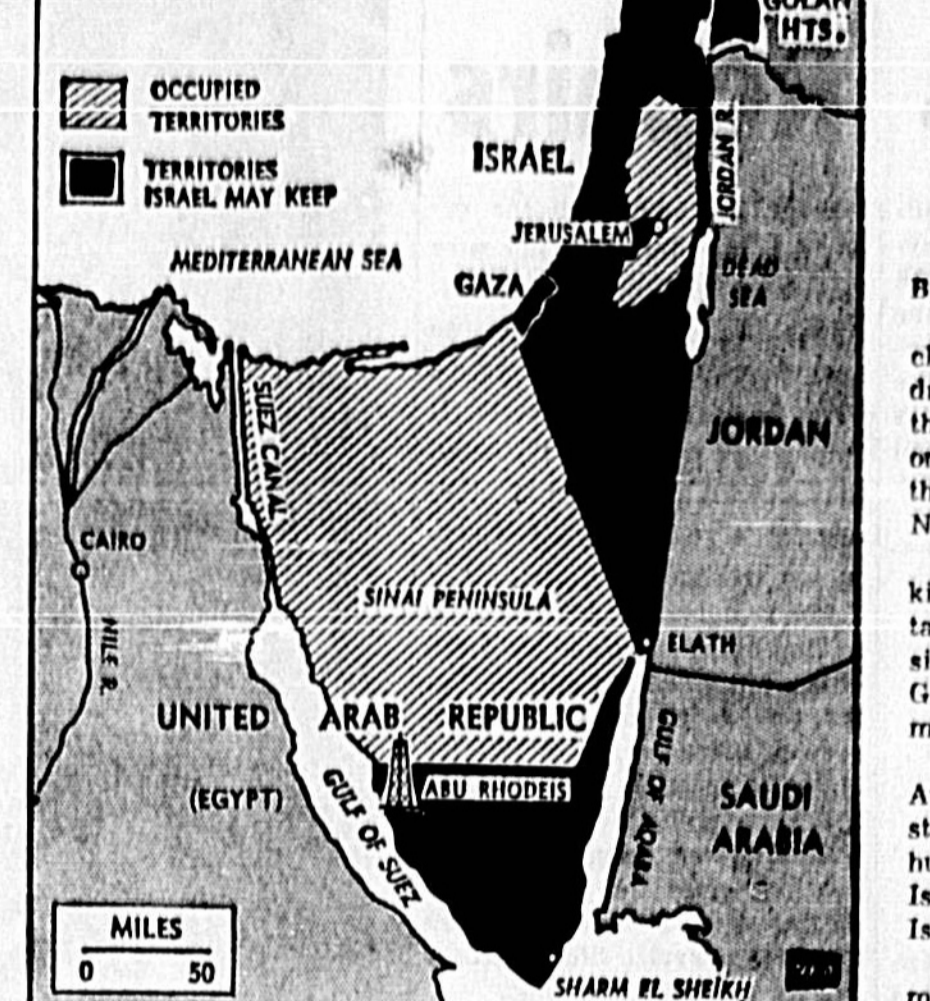 GOLAN
HTS.
OCCUPIED
TERRITORIES
TERRITORIES
ISRAEL MAY KEEP
ISRAEL
JORDAN R.
JERUSALEM
MEDITERRANEAN SEA
DEAD
SEA
GAZA
SUEZ CANAL
JORDAN
CAIRO
NILE R.
SINAI PENINSULA
ELATH
UNITED ARAB REPUBLIC
GULF OF AQABA
ABU RHODEIS
(EGYPT)
GULF OF SUEZ
SAUDI
ARABIA
MILES
0 50
SHARM EL SHEIKH